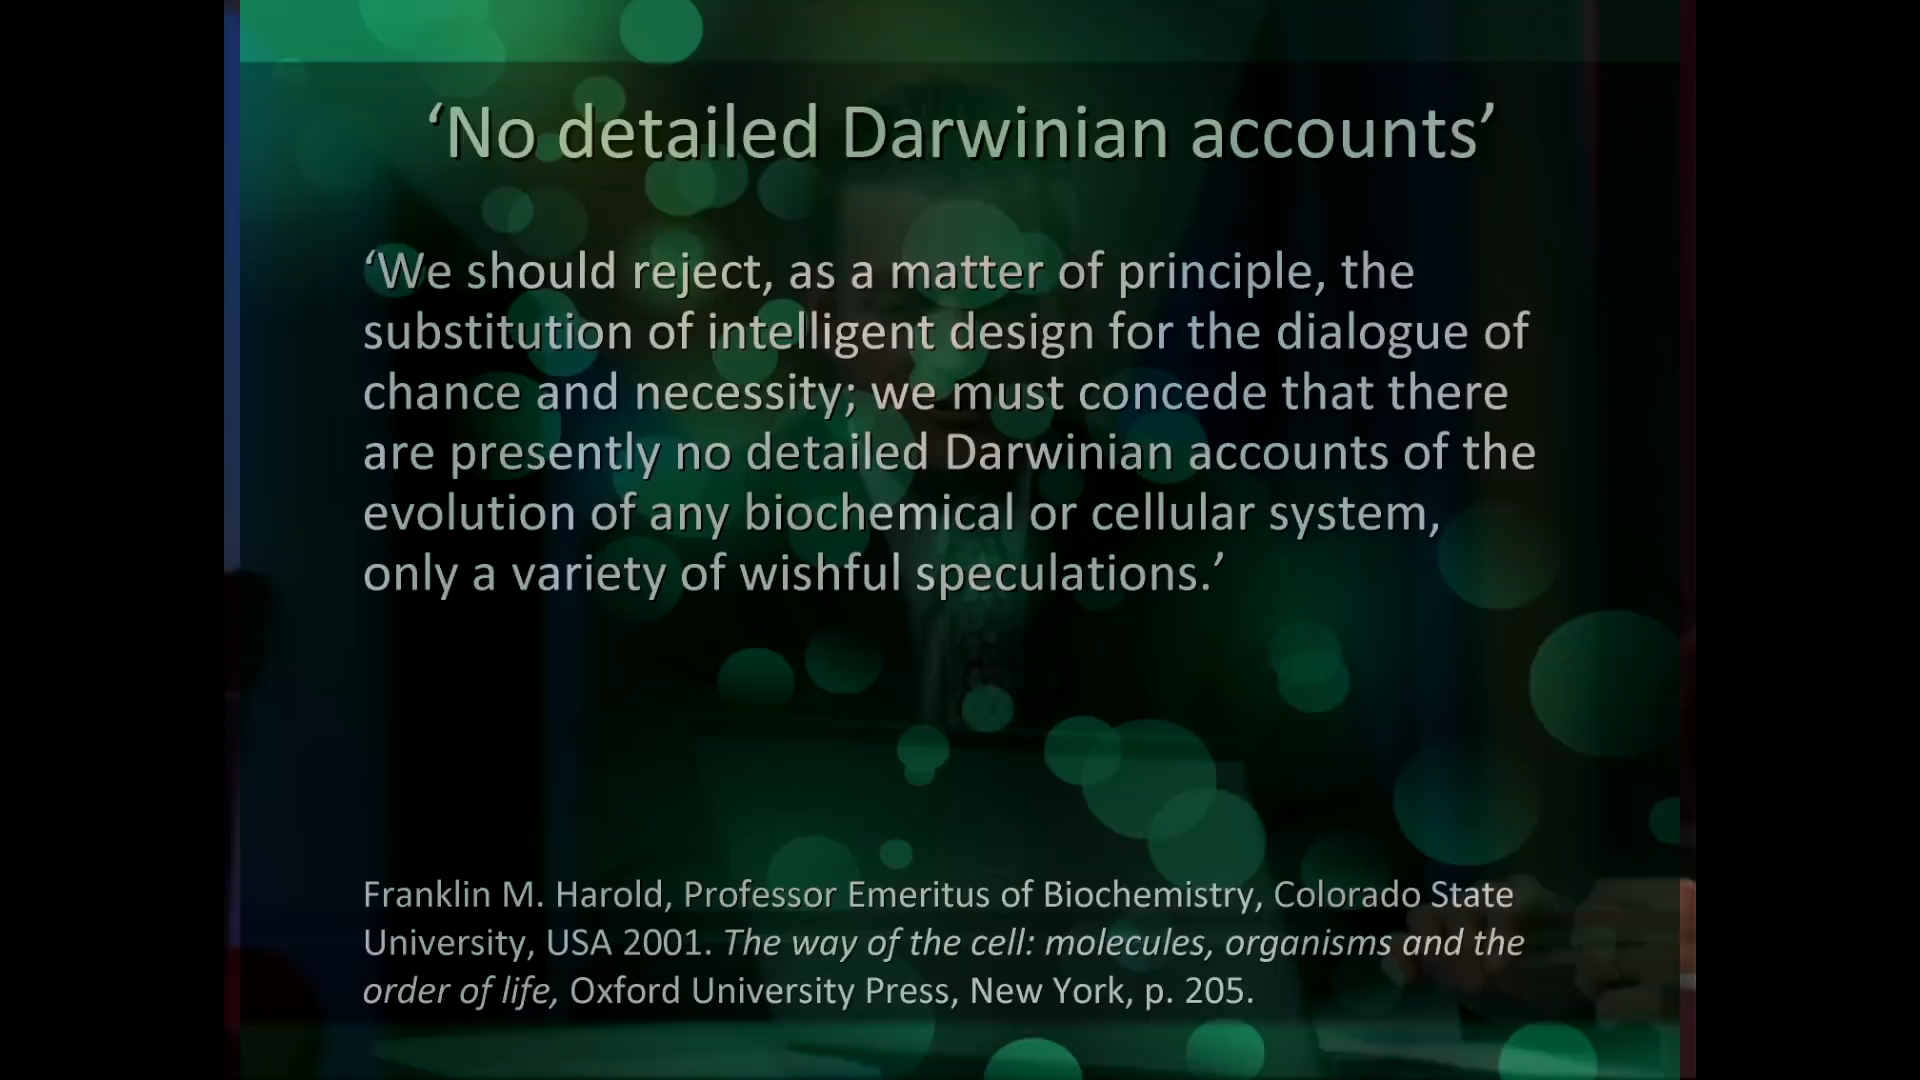 ‘No detailed Darwinian accounts’
‘We should reject, as a matter of principle, the
substitution of intelligent design for the dialogue of
chance and necessity; we must concede that there
are presently no detailed Darwinian accounts of the
evolution of any biochemical or cellular system,
only a variety of wishful speculations.’
Franklin M. Harold, Professor Emeritus of Biochemistry, Colorado State
University, USA 2001. The way of the cell: molecules, organisms and the
order of life, Oxford University Press, New York, p. 205.